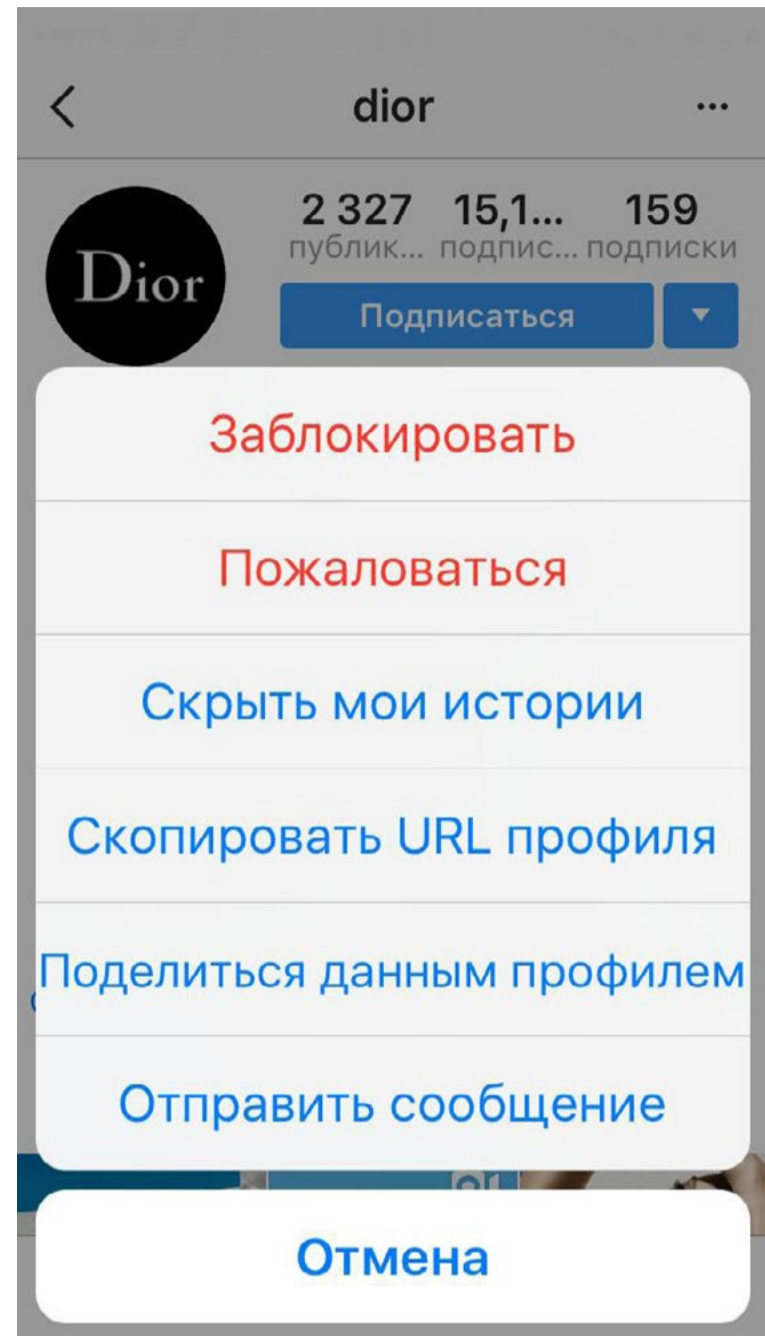 dior
...
2 327 15,1... 159
публик... подпис... подписки
Dior
Подписаться
Заблокировать
Пожаловаться
Скрыть мои истории
Скопировать URL профиля
Поделиться данным профилем
Отправить сообщение
Отмена